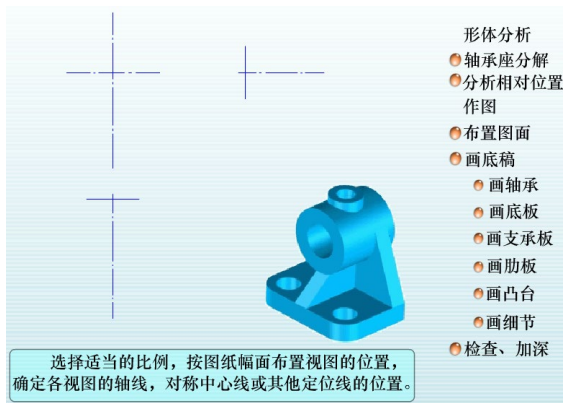 形体分析
轴承座分解
分析相对位置
作图
布置图面
画底稿
画轴承
画底板
画支承板
画肋板
画凸台
画细节
检查、加深
选择适当的比例，按图纸幅面布置视图的位置，
确定各视图的轴线，对称中心线或其他定位线的位置。